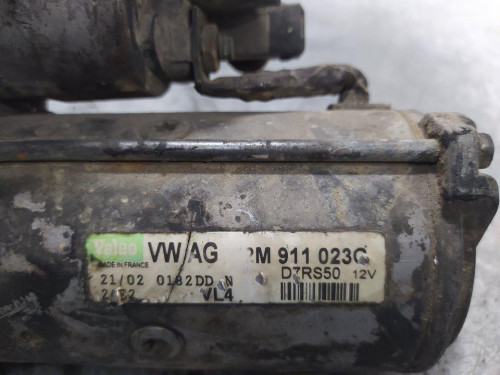 Valeo VW AG 2M 911 023C
MADE IN FRANCE D7RS50 12V
21/02 0182DD N
VL4